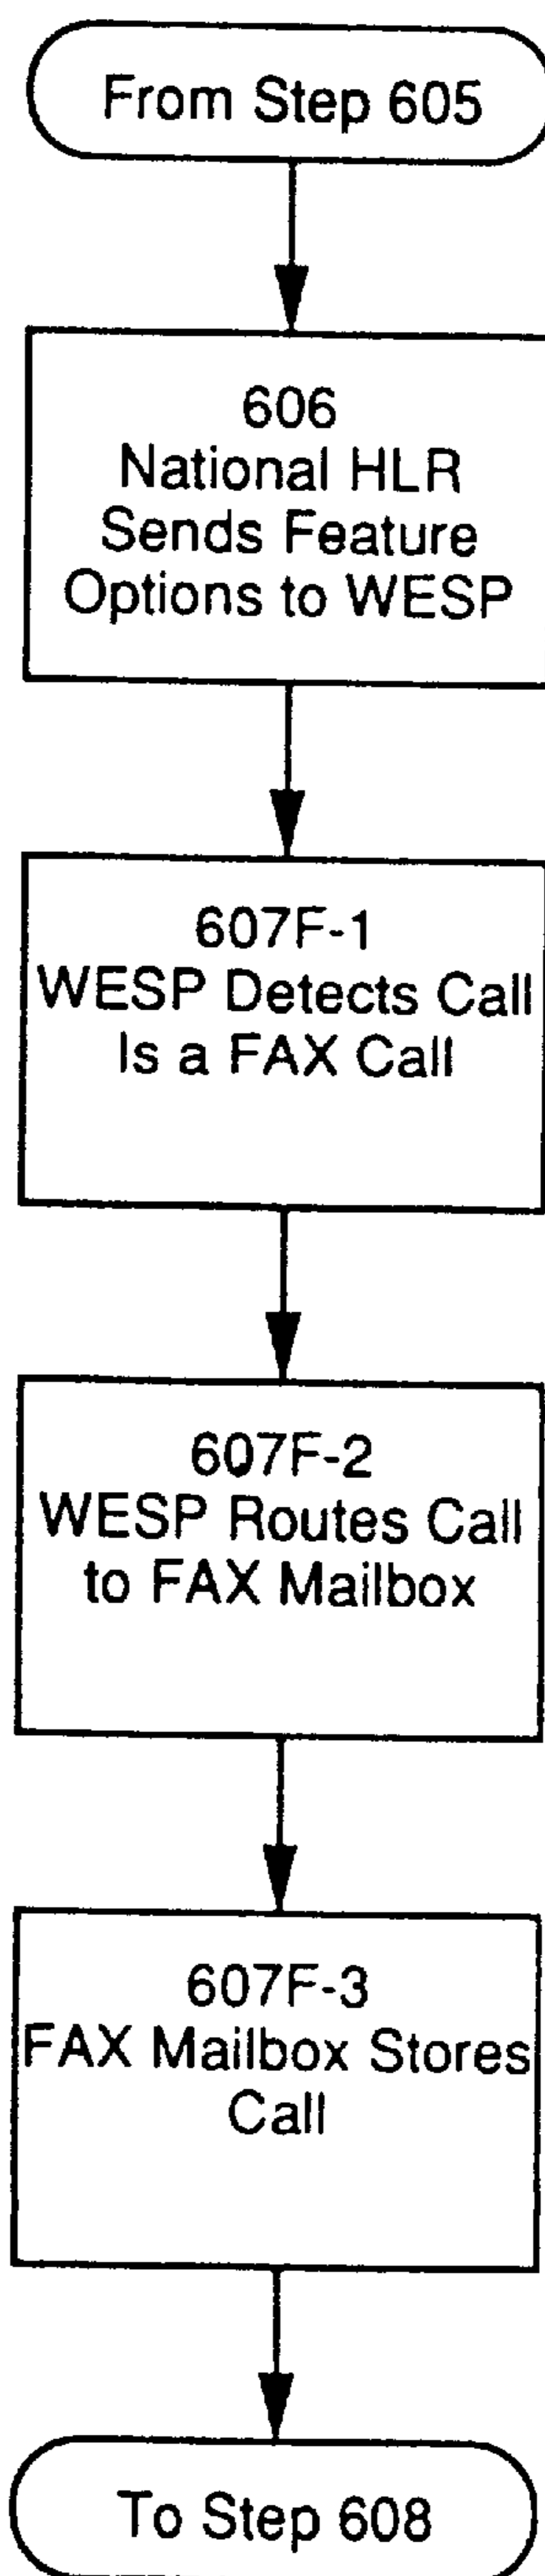 From Step 605
606
National HLR
Sends Feature
Options to WESP
607F-1
WESP Detects Call
Is a FAX Call
607F-2
WESP Routes Call
to FAX Mailbox
607F-3
FAX Mailbox Stores
Call
To Step 608